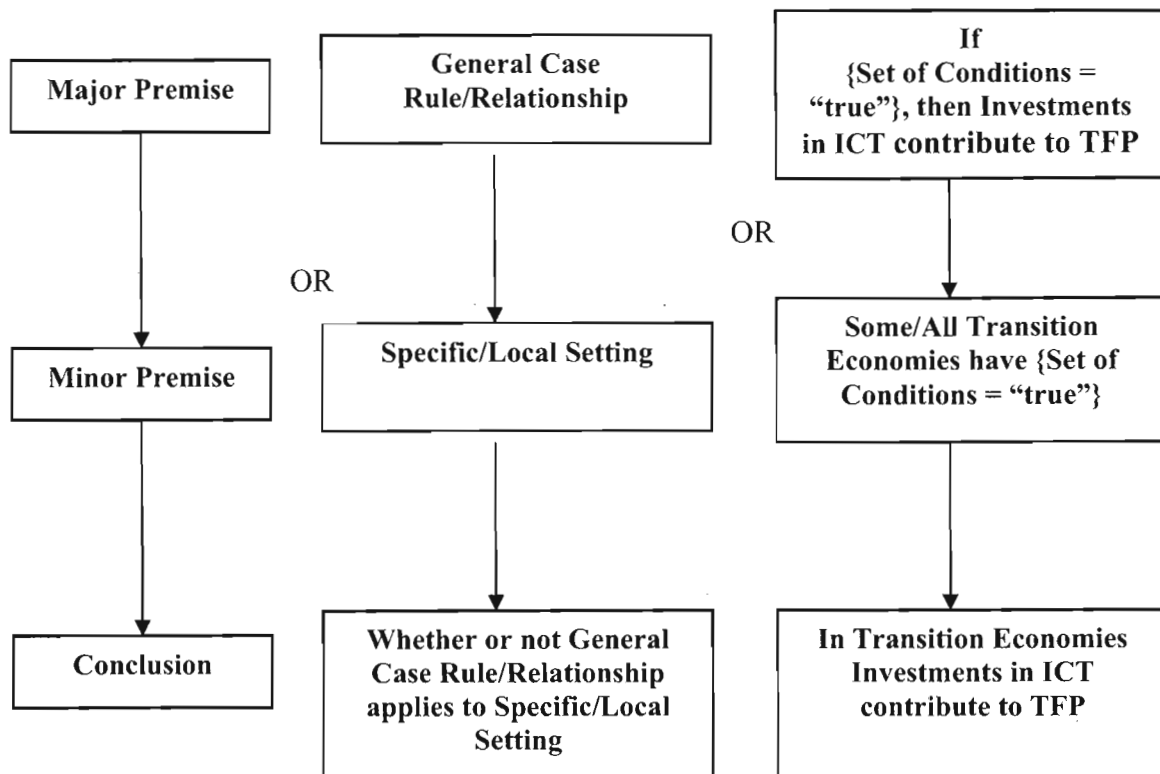 Major Premise
General Case
Rule/Relationship
If
{Set of Conditions =
“true”}, then Investments
in ICT contribute to TFP
OR
OR
Minor Premise
Specific/Local Setting
Some/All Transition
Economies have {Set of
Conditions = “true”}
Conclusion
Whether or not General
Case Rule/Relationship
applies to Specific/Local
Setting
In Transition Economies
Investments in ICT
contribute to TFP